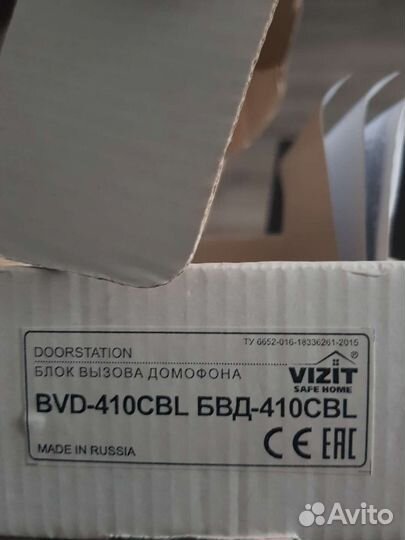 ТУ 6652-016-18336261-2015
DOORSTATION
БЛОК ВЫЗОВА ДОМОФОНА
VIZIT®
SAFE HOME
BVD-410CBL БВД-410CBL
MADE IN RUSSIA
CE EAC
Avito